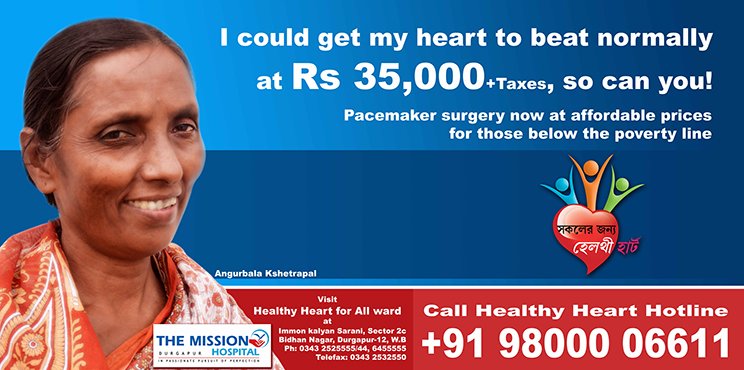 I could get my heart to beat normally
at Rs 35,000+Taxes, so can you!
Pacemaker surgery now at affordable prices
for those below the poverty line
সকলের জন্য
হেলথী হার্ট
Angurbala Kshetrapal
THE MISSION
DURGAPUR
HOSPITAL
IN PASSIONATE PURSUIT OF PERFECTION
Visit
Healthy Heart for All ward
at
Immon kalyan Sarani, Sector 2c
Bidhan Nagar, Durgapur-12, W.B
Ph: 0343 2525555/44, 6455555
Telefax: 0343 2532550
Call Healthy Heart Hotline
+91 98000 06611